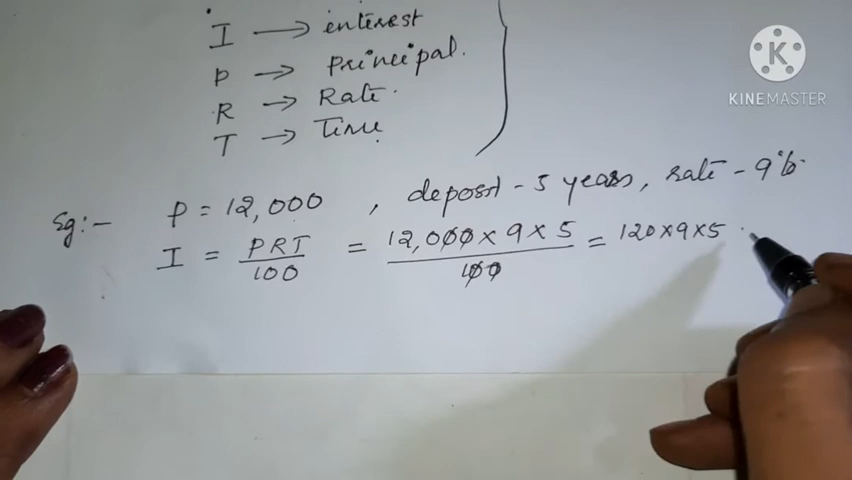 I → interest
KINEMASTER
P → Principal.
R → Rate.
T → Time
Eg:- P = 12,000 , deposit - 5 years, rate - 9%.
I = PRT/100 = 12,000 × 9 × 5/100 = 120 × 9 × 5